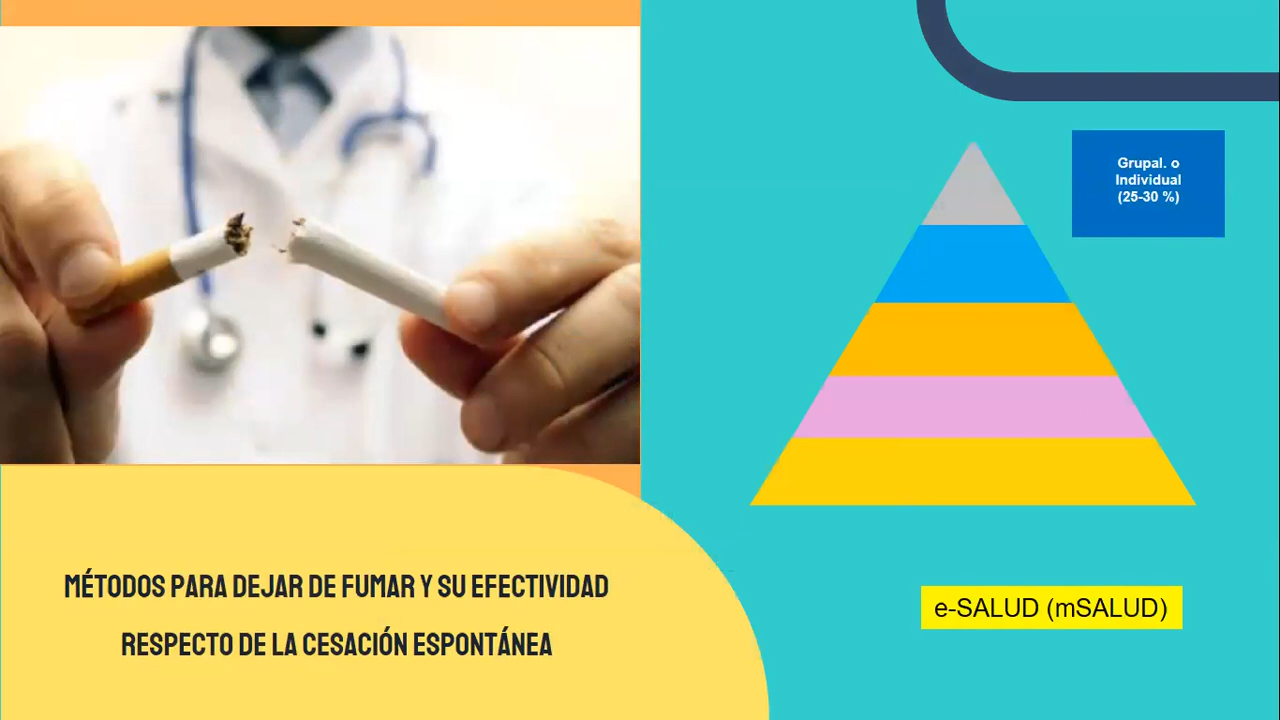 Grupal. o
Individual
(25-30 %)
MÉTODOS PARA DEJAR DE FUMAR Y SU EFECTIVIDAD
RESPECTO DE LA CESACIÓN ESPONTÁNEA
e-SALUD (mSALUD)